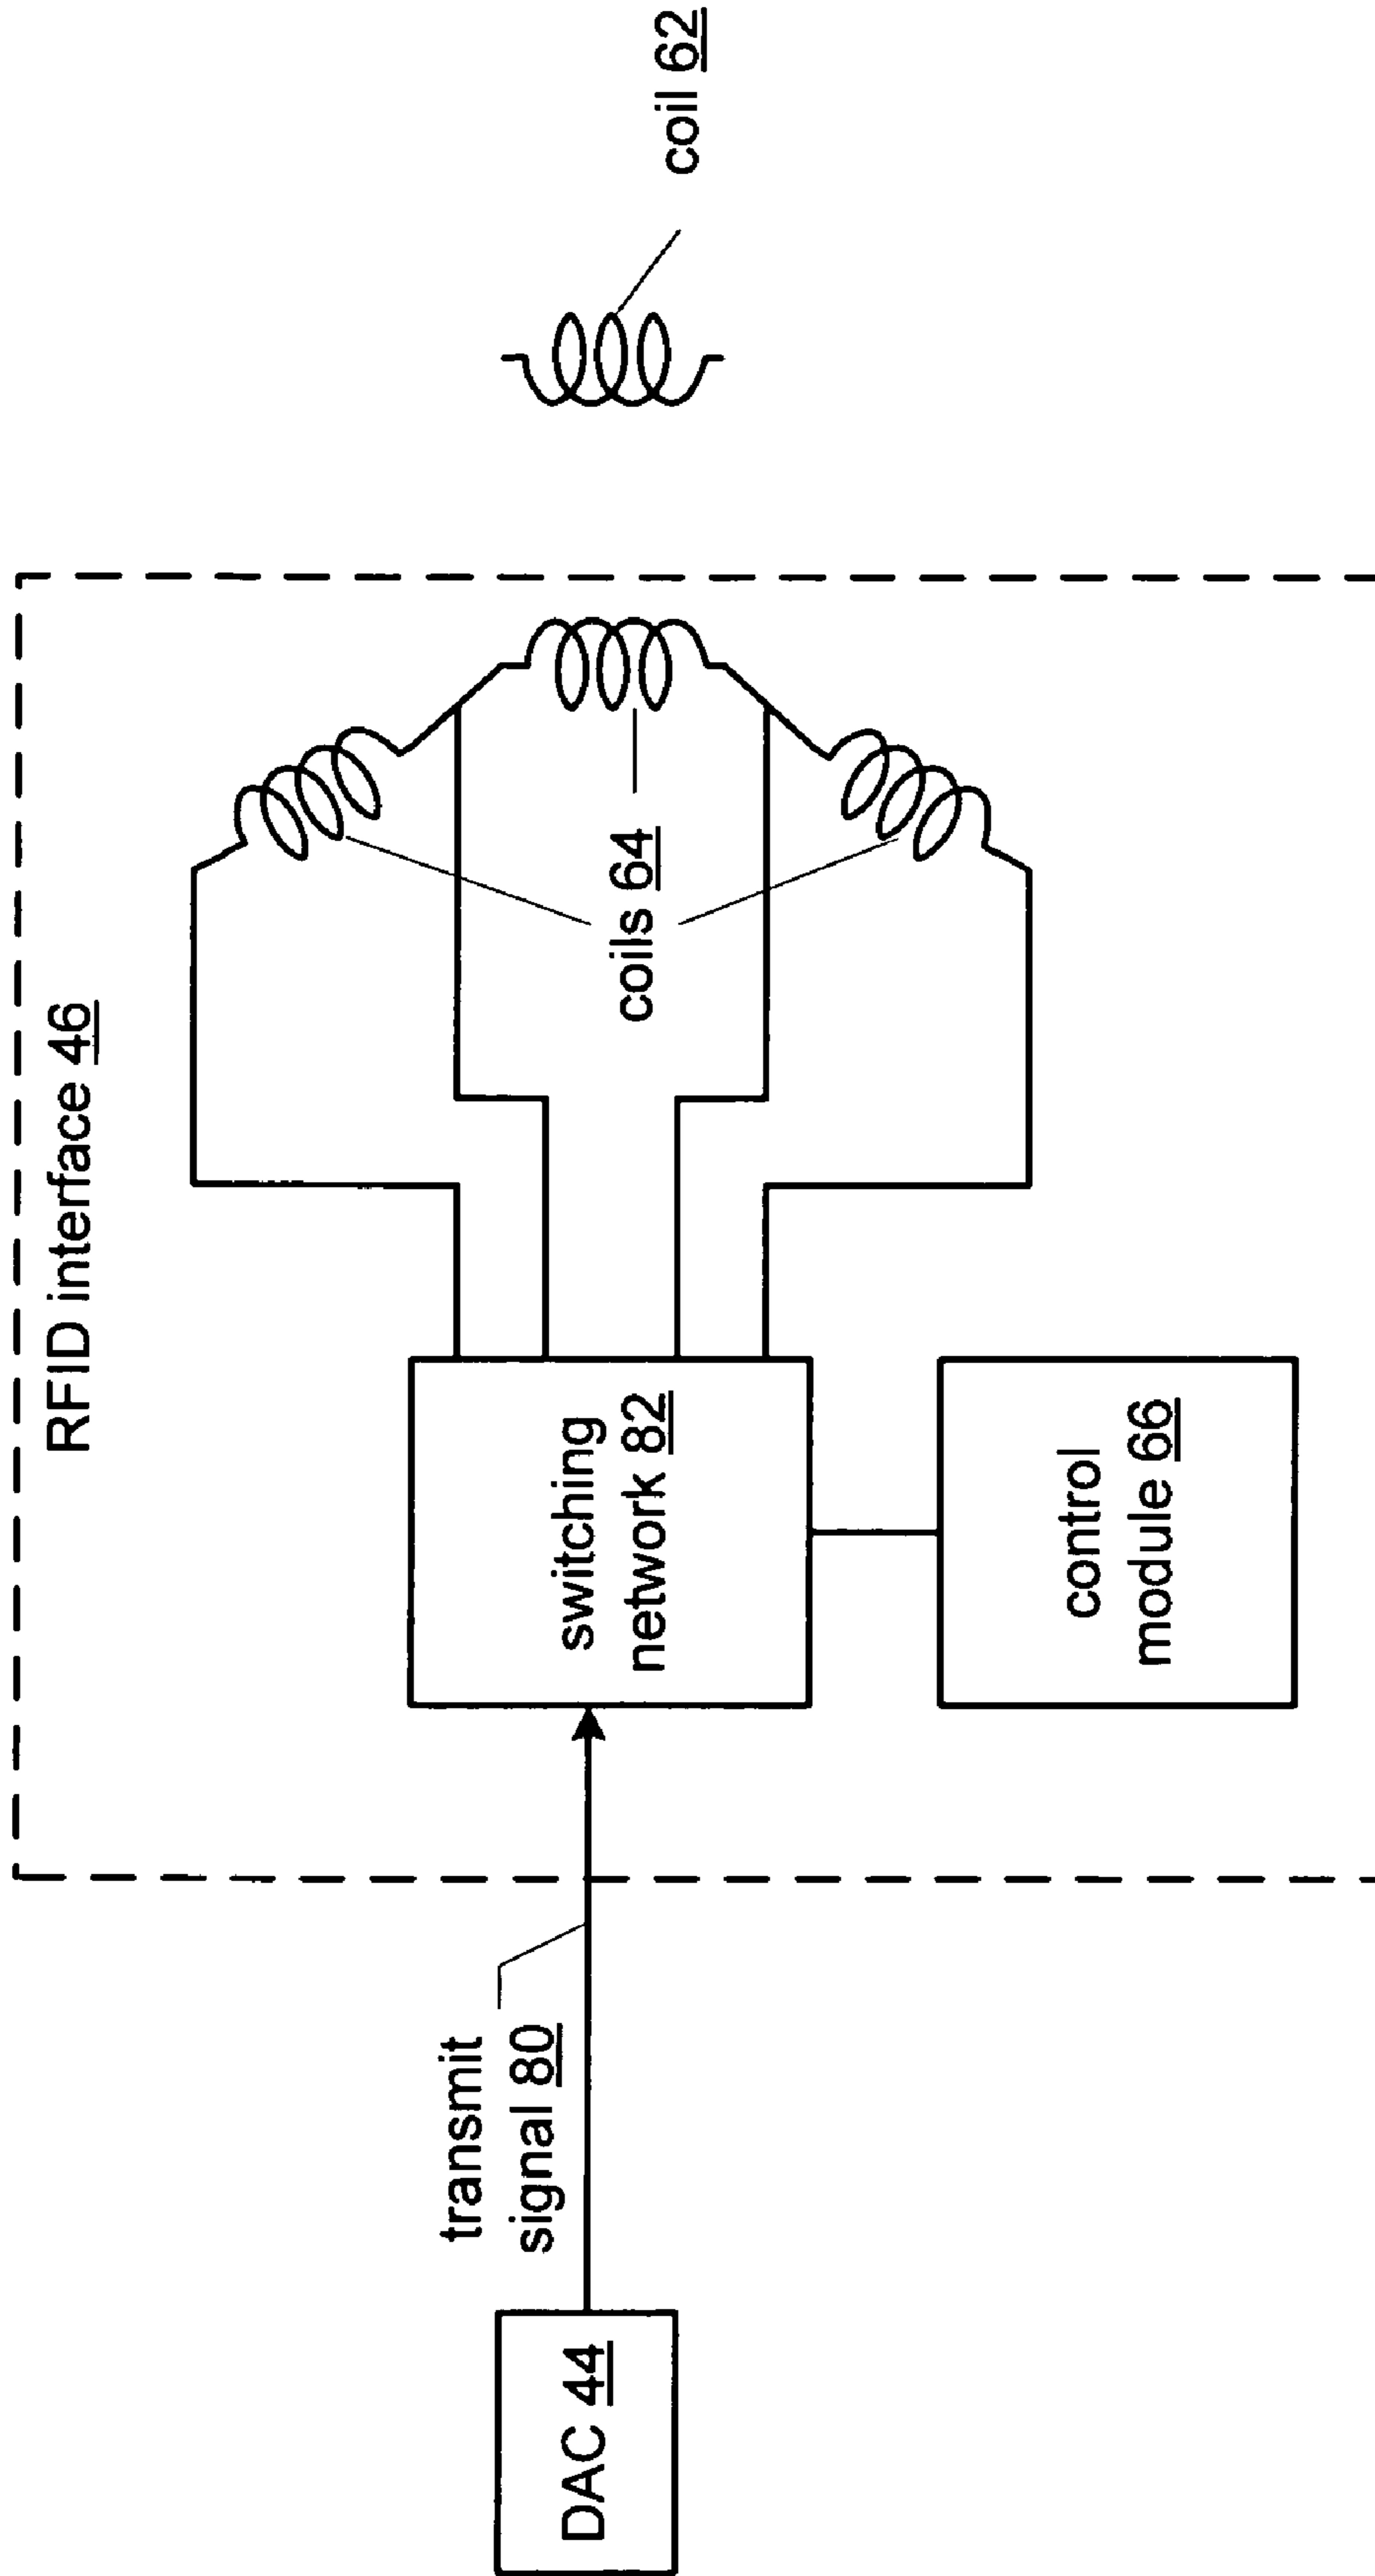 RFID interface 46
DAC 44
transmit
signal 80
switching
network 82
control
module 66
coils 64
coil 62